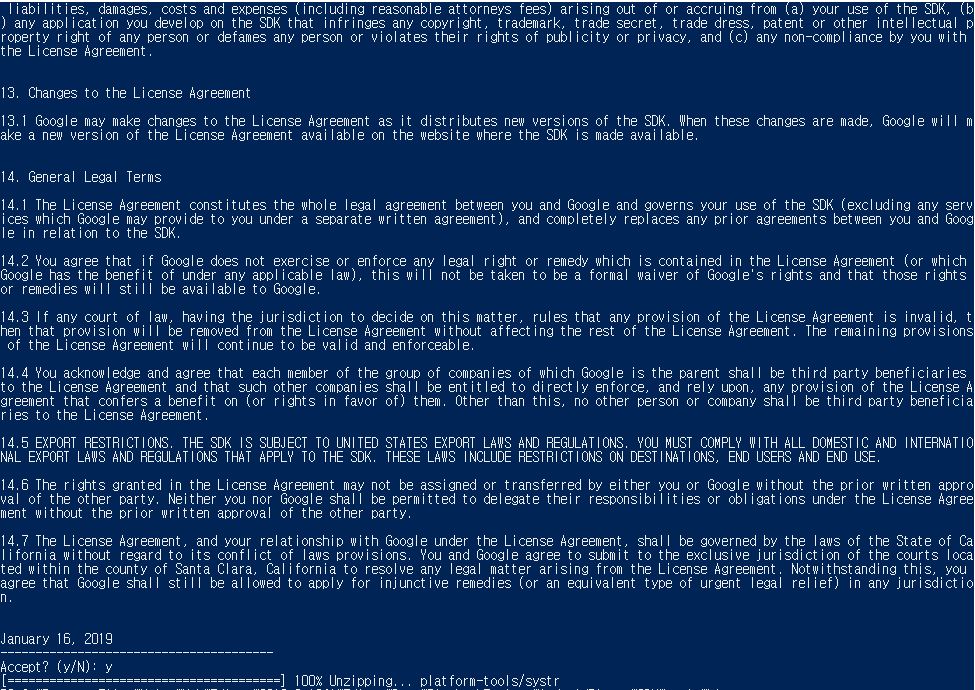 liabilities, damages, costs and expenses (including reasonable attorneys fees) arising out of or accruing from (a) your use of the SDK, (b
) any application you develop on the SDK that infringes any copyright, trademark, trade secret, trade dress, patent or other intellectual p
roperty right of any person or defames any person or violates their rights of publicity or privacy, and (c) any non-compliance by you with
the License Agreement.
13. Changes to the License Agreement
13.1 Google may make changes to the License Agreement as it distributes new versions of the SDK. When these changes are made, Google will m
ake a new version of the License Agreement available on the website where the SDK is made available.
14. General Legal Terms
14.1 The License Agreement constitutes the whole legal agreement between you and Google and governs your use of the SDK (excluding any serv
ices which Google may provide to you under a separate written agreement), and completely replaces any prior agreements between you and Goog
le in relation to the SDK.
14.2 You agree that if Google does not exercise or enforce any legal right or remedy which is contained in the License Agreement (or which
Google has the benefit of under any applicable law), this will not be taken to be a formal waiver of Google's rights and that those rights
or remedies will still be available to Google.
14.3 If any court of law, having the jurisdiction to decide on this matter, rules that any provision of the License Agreement is invalid, t
hen that provision will be removed from the License Agreement without affecting the rest of the License Agreement. The remaining provisions
of the License Agreement will continue to be valid and enforceable.
14.4 You acknowledge and agree that each member of the group of companies of which Google is the parent shall be third party beneficiaries
to the License Agreement and that such other companies shall be entitled to directly enforce, and rely upon, any provision of the License A
greement that confers a benefit on (or rights in favor of) them. Other than this, no other person or company shall be third party beneficia
ries to the License Agreement.
14.5 EXPORT RESTRICTIONS. THE SDK IS SUBJECT TO UNITED STATES EXPORT LAWS AND REGULATIONS. YOU MUST COMPLY WITH ALL DOMESTIC AND INTERNATIO
NAL EXPORT LAWS AND REGULATIONS THAT APPLY TO THE SDK. THESE LAWS INCLUDE RESTRICTIONS ON DESTINATIONS, END USERS AND END USE.
14.6 The rights granted in the License Agreement may not be assigned or transferred by either you or Google without the prior written appro
val of the other party. Neither you nor Google shall be permitted to delegate their responsibilities or obligations under the License Agree
ment without the prior written approval of the other party.
14.7 The License Agreement, and your relationship with Google under the License Agreement, shall be governed by the laws of the State of Ca
lifornia without regard to its conflict of laws provisions. You and Google agree to submit to the exclusive jurisdiction of the courts loca
ted within the county of Santa Clara, California to resolve any legal matter arising from the License Agreement. Notwithstanding this, you
agree that Google shall still be allowed to apply for injunctive remedies (or an equivalent type of urgent legal relief) in any jurisdictio
n.
January 16, 2019
---------------------------------------
Accept? (y/N): y
[=======================================] 100% Unzipping... platform-tools/systr